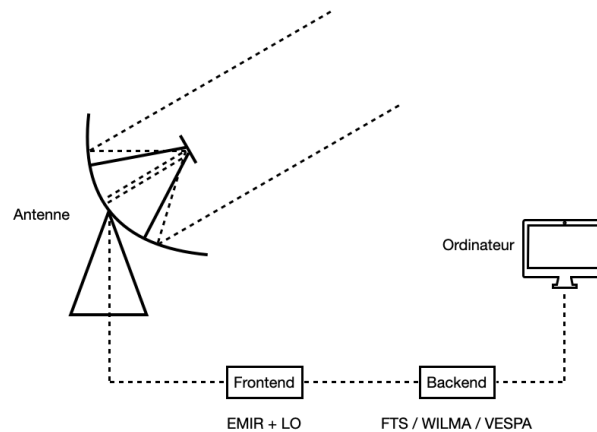 Antenne
Ordinateur
Frontend
Backend
EMIR + LO
FTS / WILMA / VESPA